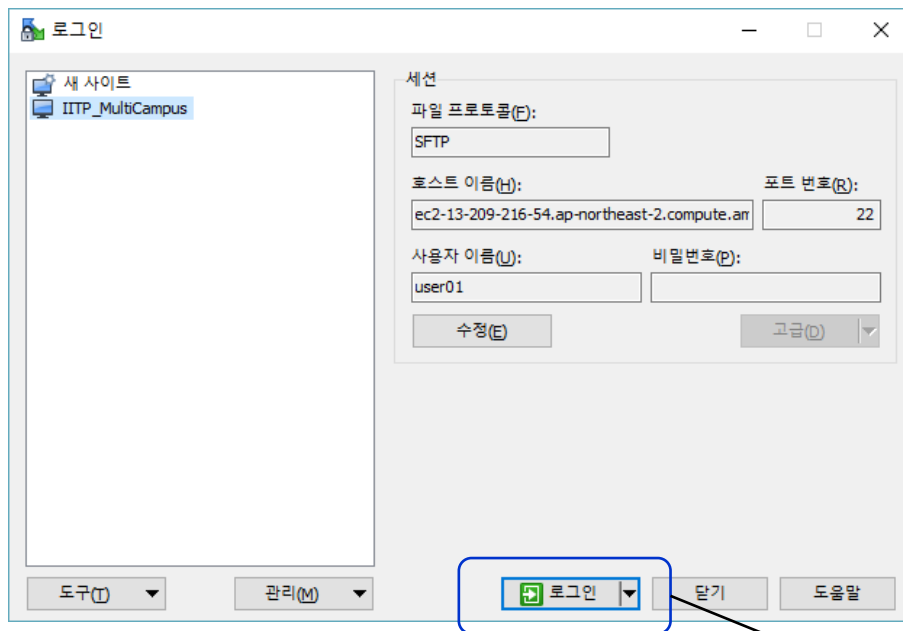 로그인
새 사이트
IITP_MultiCampus
세션
파일 프로토콜(F):
SFTP
호스트 이름(H):
포트 번호(R):
ec2-13-209-216-54.ap-northeast-2.compute.am
22
사용자 이름(U):
비밀번호(P):
user01
수정(E)
고급(D)
도구(T)
관리(M)
로그인
닫기
도움말